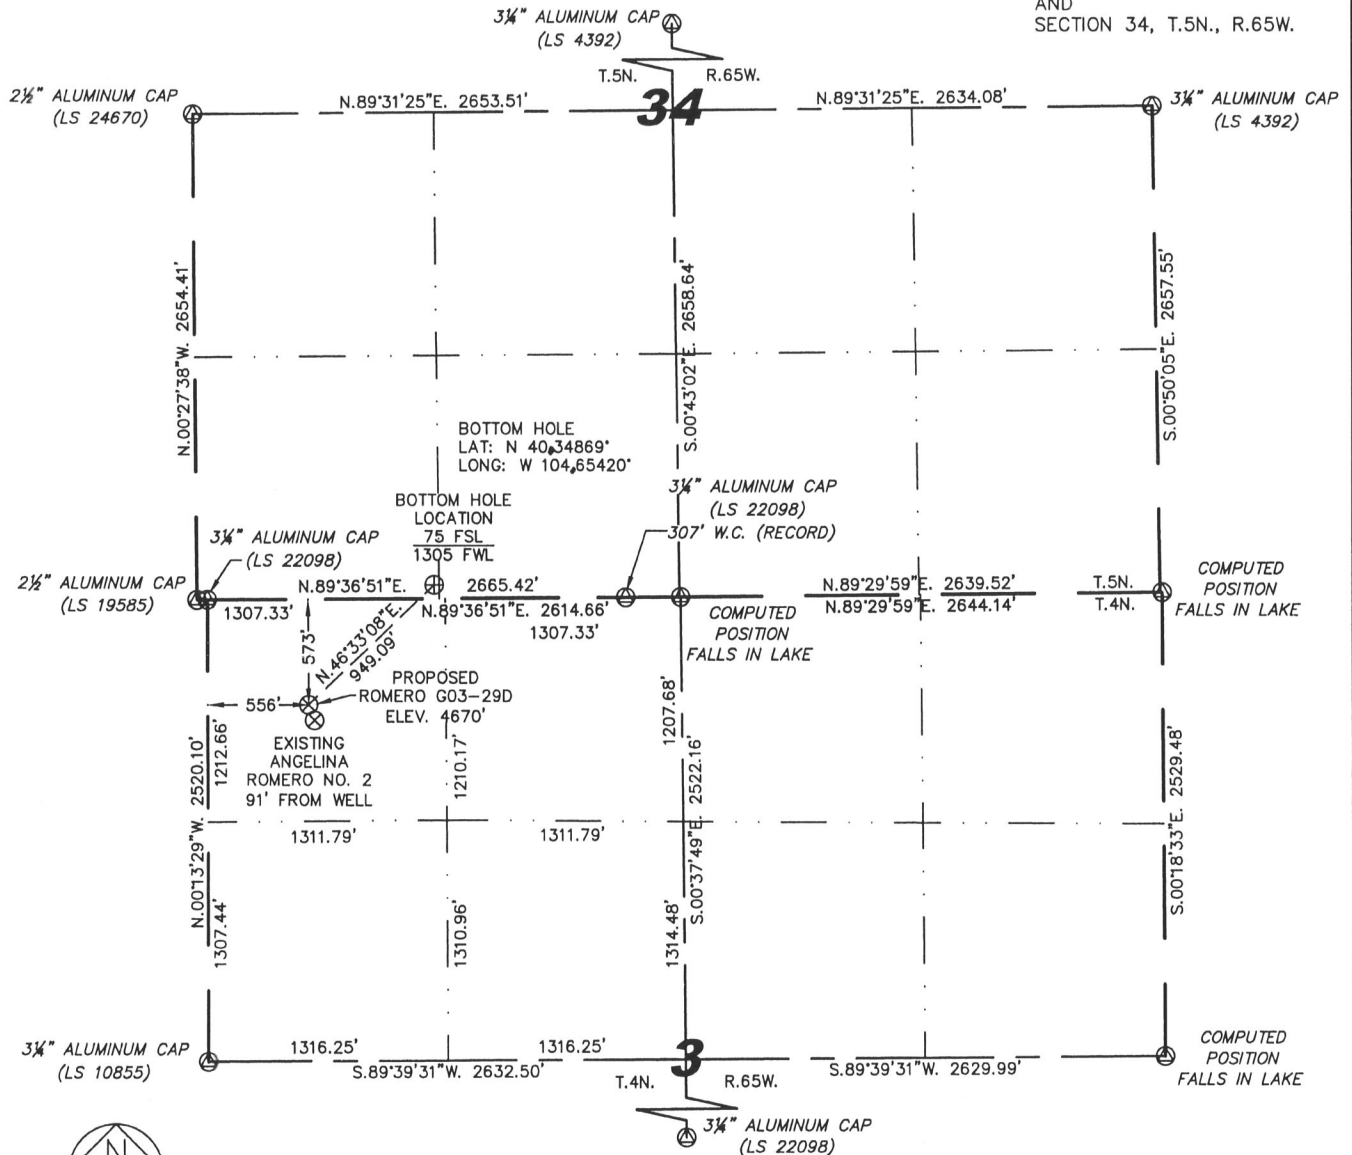 AND
SECTION 34, T.5N., R.65W.
3¼" ALUMINUM CAP
(LS 4392)
T.5N. R.65W.
2½" ALUMINUM CAP
(LS 24670)
N.89°31'25"E. 2653.51'
34
N.89°31'25"E. 2634.08'
3¼" ALUMINUM CAP
(LS 4392)
N.00°27'38"W. 2654.41'
S.00°43'02"E. 2658.64'
S.00°50'05"E. 2657.55'
BOTTOM HOLE
LAT: N 40.34869°
LONG: W 104.65420°
BOTTOM HOLE
LOCATION
75 FSL
1305 FWL
3¼" ALUMINUM CAP
(LS 22098)
307' W.C. (RECORD)
3¼" ALUMINUM CAP
(LS 22098)
2½" ALUMINUM CAP
(LS 19585)
N.89°36'51"E. 2665.42'
1307.33'
N.89°36'51"E. 2614.66'
1307.33'
COMPUTED
POSITION
FALLS IN LAKE
N.89°29'59"E. 2639.52'
N.89°29'59"E. 2644.14'
T.5N.
T.4N.
COMPUTED
POSITION
FALLS IN LAKE
573'
N.46°33'08"E.
949.09'
556'
PROPOSED
ROMERO G03-29D
ELEV. 4670'
EXISTING
ANGELINA
ROMERO NO. 2
91' FROM WELL
N.00°13'29"W. 2520.10'
1212.66'
1307.44'
1210.17'
1310.96'
1207.68'
1314.48'
S.00°37'49"E. 2522.16'
S.00°18'33"E. 2529.48'
1311.79'
1311.79'
3¼" ALUMINUM CAP
(LS 10855)
1316.25'
1316.25'
S.89°39'31"W. 2632.50'
3
S.89°39'31"W. 2629.99'
COMPUTED
POSITION
FALLS IN LAKE
T.4N. R.65W.
3¼" ALUMINUM CAP
(LS 22098)
N